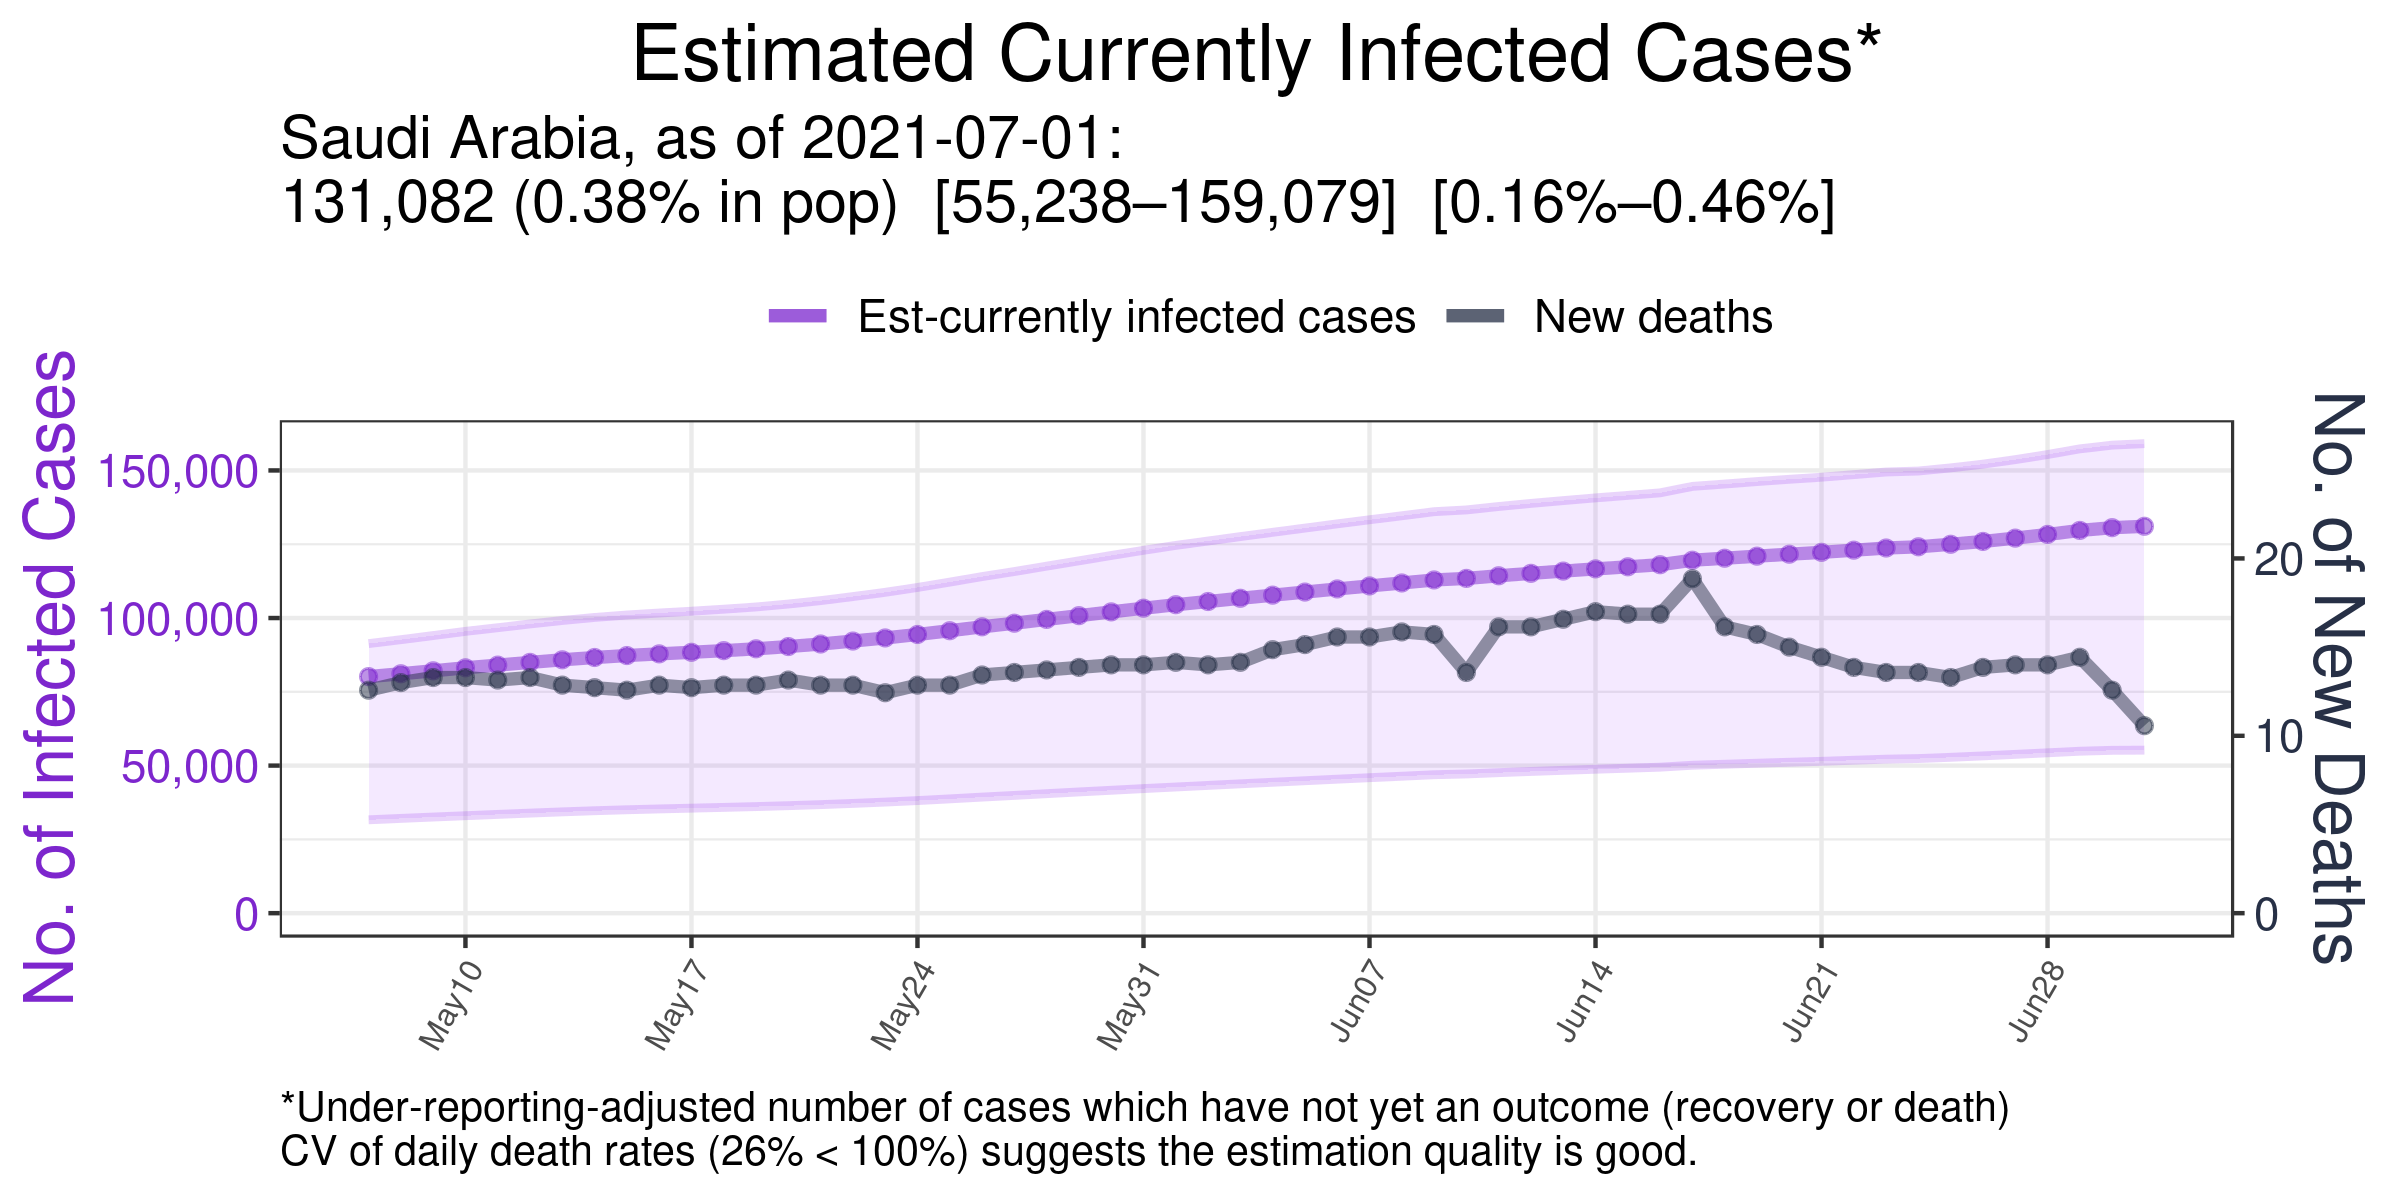 Estimated Currently Infected Cases*
Saudi Arabia, as of 2021-07-01:
131,082 (0.38% in pop)  [55,238–159,079]  [0.16%–0.46%]
Est-currently infected cases
New deaths
No. of Infected Cases
150,000
100,000
50,000
0
20
10
0
No. of New Deaths
May10
May17
May24
May31
Jun07
Jun14
Jun21
Jun28
*Under-reporting-adjusted number of cases which have not yet an outcome (recovery or death)
CV of daily death rates (26% < 100%) suggests the estimation quality is good.